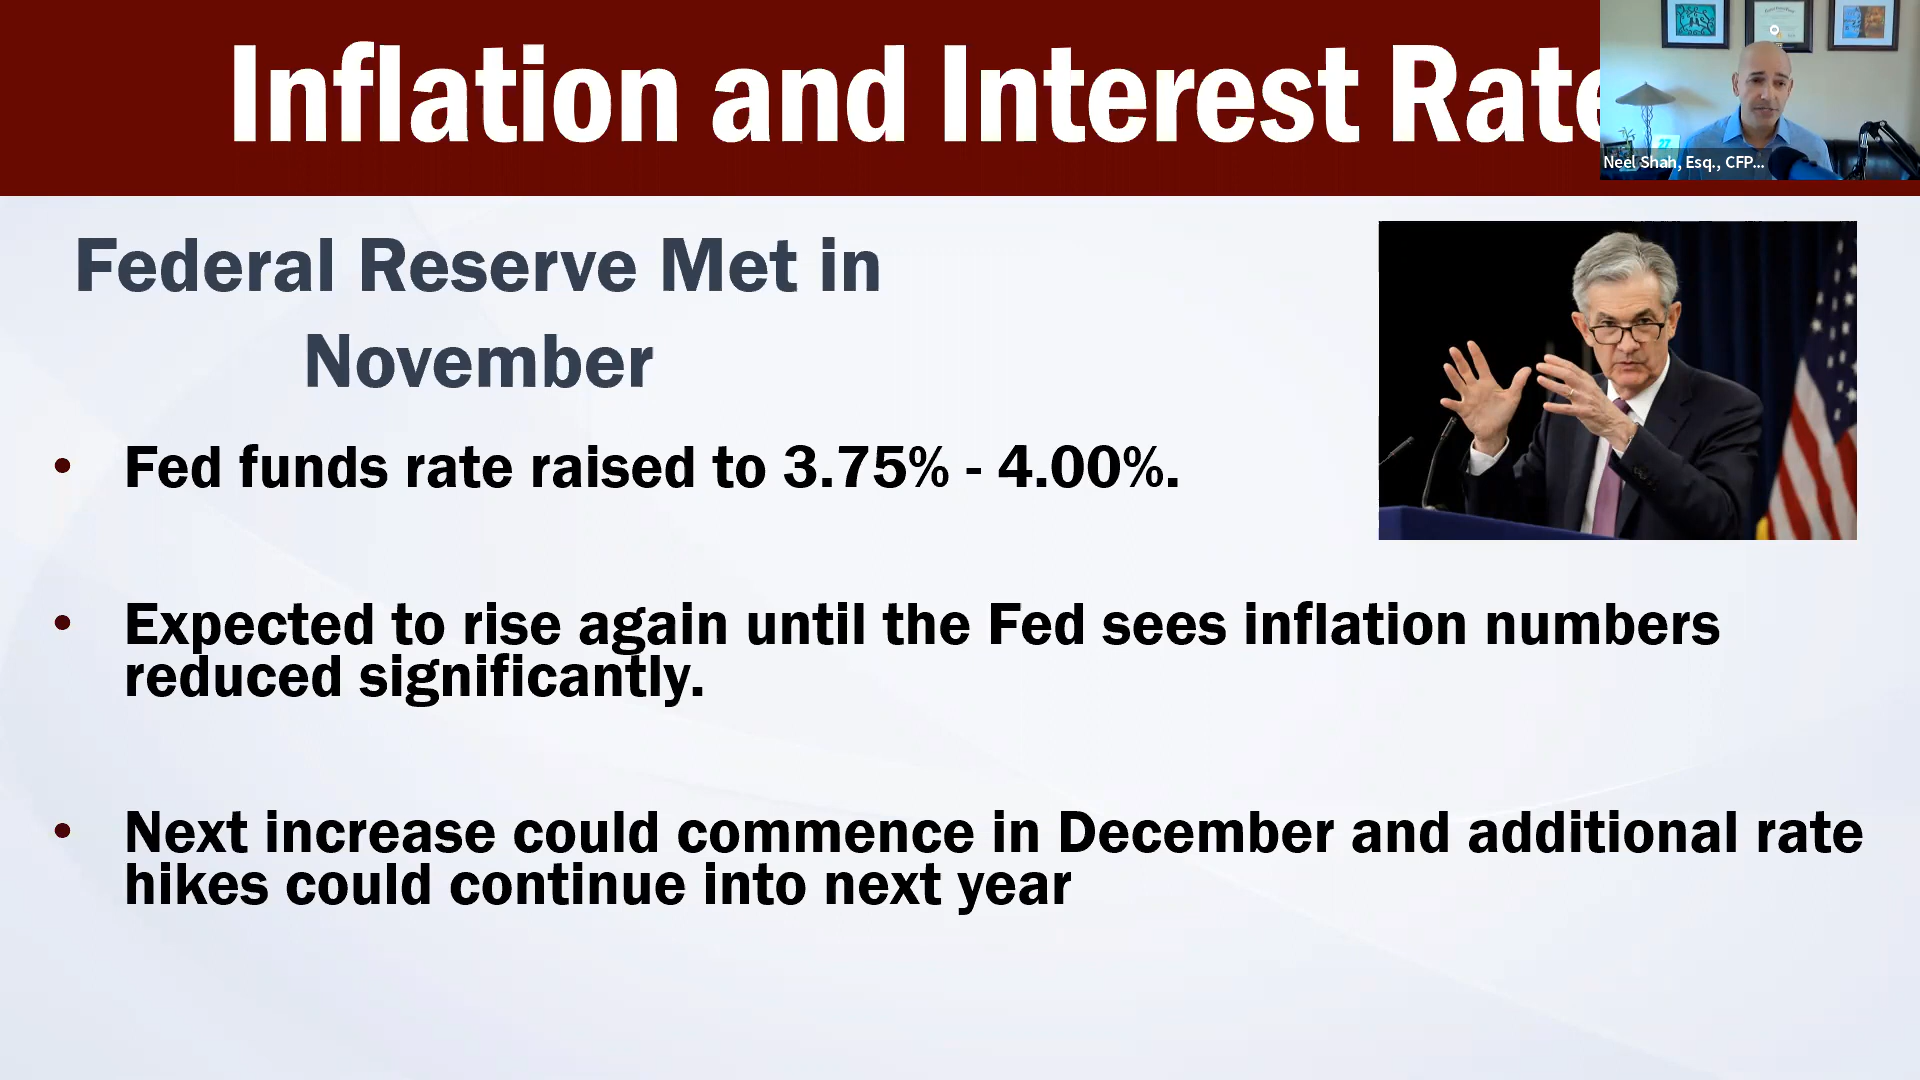 Inflation and Interest Rate
Neel Shah, Esq., CFP...
Federal Reserve Met in
November
• Fed funds rate raised to 3.75% - 4.00%.
• Expected to rise again until the Fed sees inflation numbers
reduced significantly.
• Next increase could commence in December and additional rate
hikes could continue into next year
27